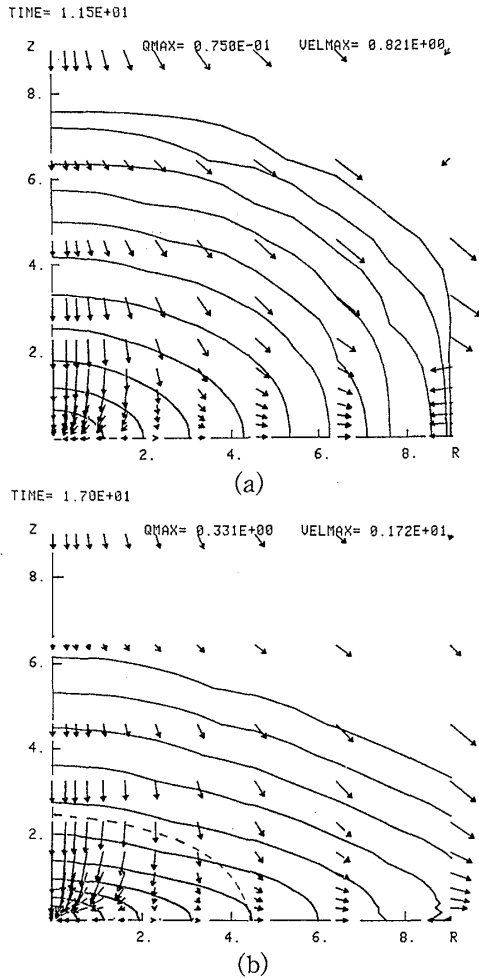 TIME= 1.15E+01
Z QMAX= 0.750E-01 VELMAX= 0.821E+00
8.
6.
4.
2.
2. 4. 6. 8. R
(a)
TIME= 1.70E+01
Z QMAX= 0.331E+00 VELMAX= 0.172E+01
8.
6.
4.
2.
2. 4. 6. 8. R
(b)